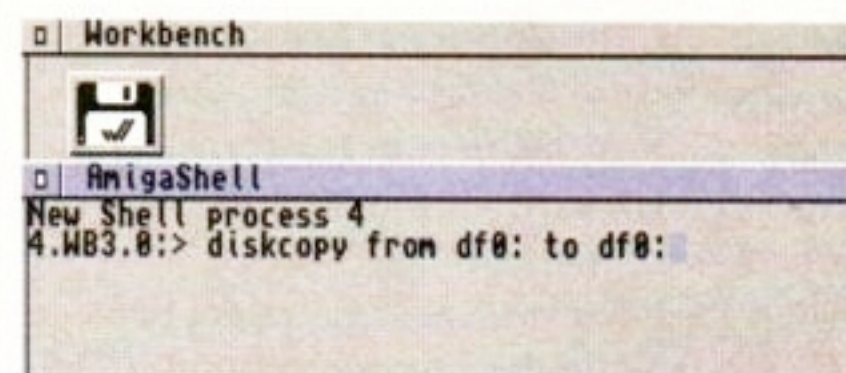 Workbench
AmigaShell
New Shell process 4
4.WB3.0:> diskcopy from df0: to df0: